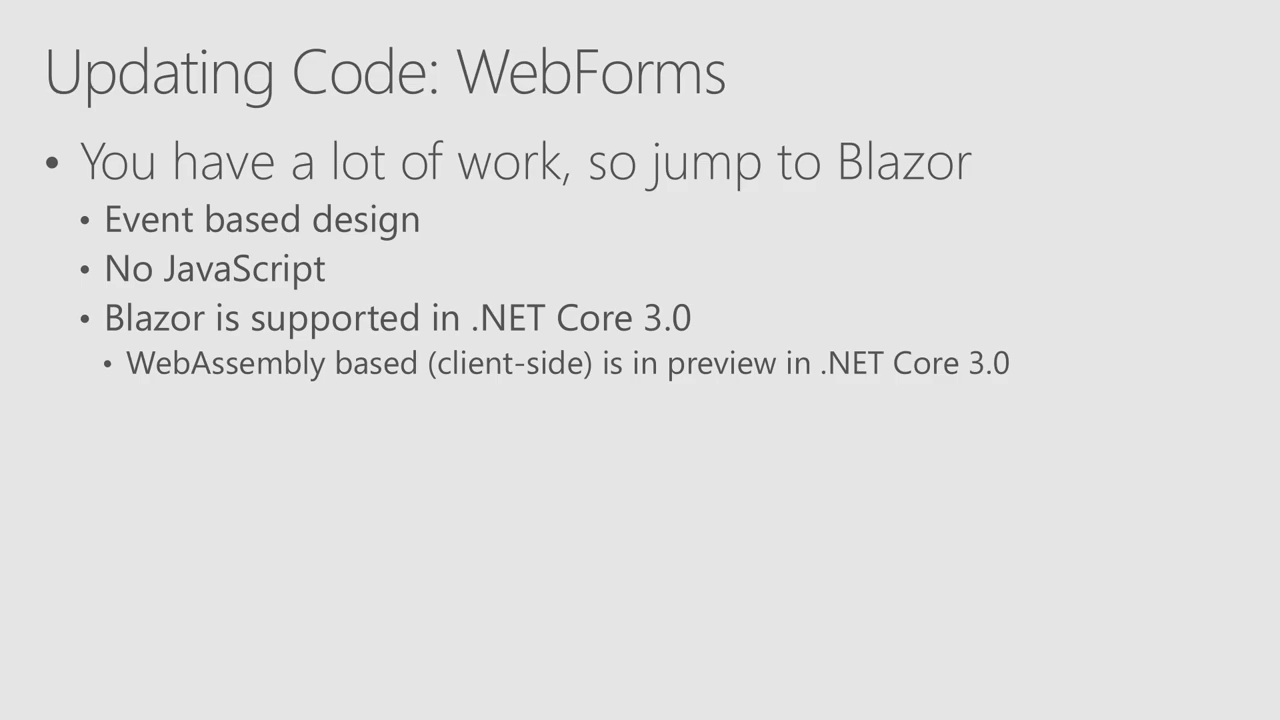 Updating Code: WebForms
• You have a lot of work, so jump to Blazor
• Event based design
• No JavaScript
• Blazor is supported in .NET Core 3.0
• WebAssembly based (client-side) is in preview in .NET Core 3.0